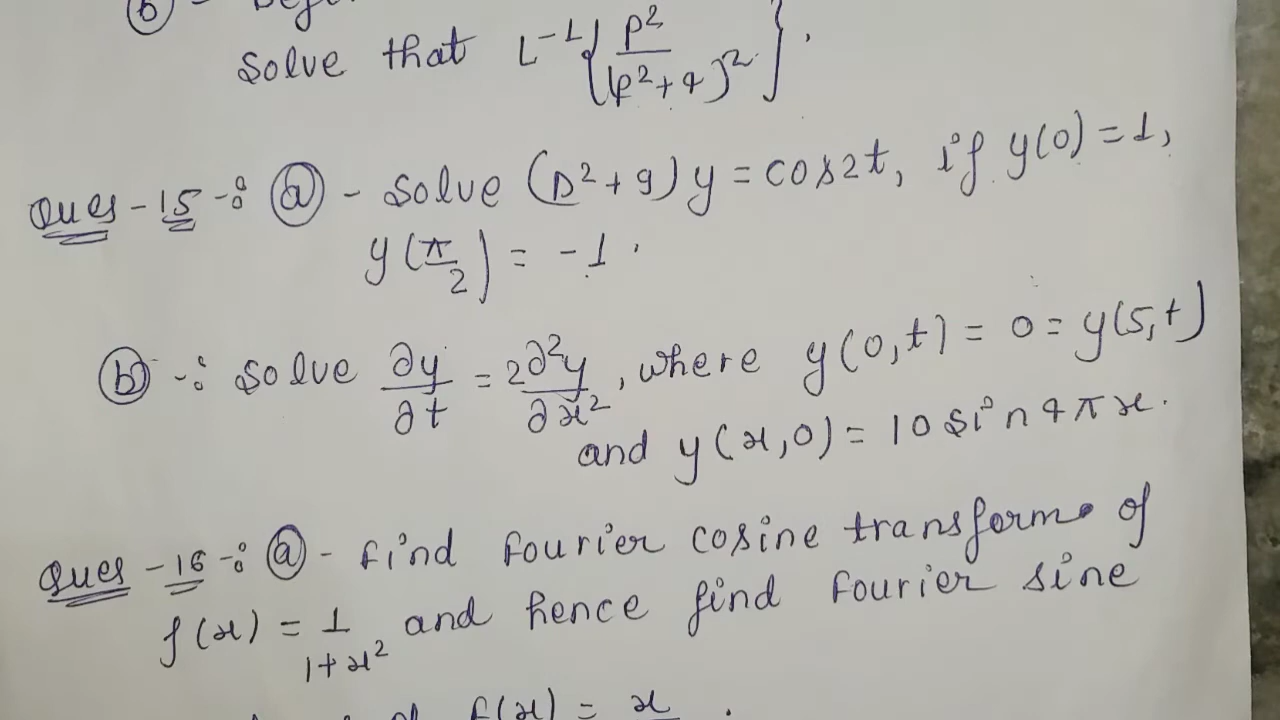 (b) -
solve that L⁻¹{p²/(p²+4)²}.
Ques-15-: (a) - solve (D²+9)y = cos2t, if y(0)=1,
y(π/2) = -1.
(b) -: solve ∂y/∂t = 2∂²y/∂x², where y(0,t) = 0 = y(5,t)
and y(x,0) = 10 sin4πx.
Ques-16-: (a) - find fourier cosine transform of
f(x) = 1/1+x² and hence find fourier sine
of f(x) = x .